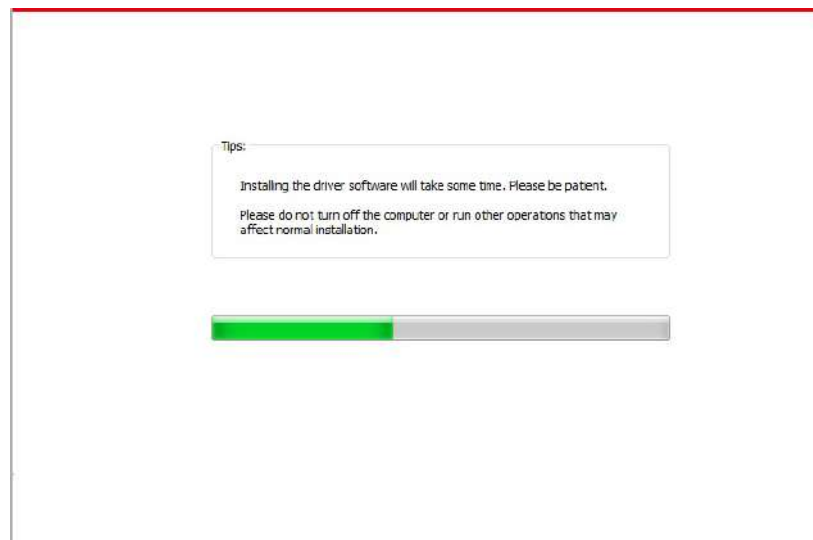 Tips:
Installing the driver software will take some time. Please be patient.
Please do not turn off the computer or run other operations that may
affect normal installation.